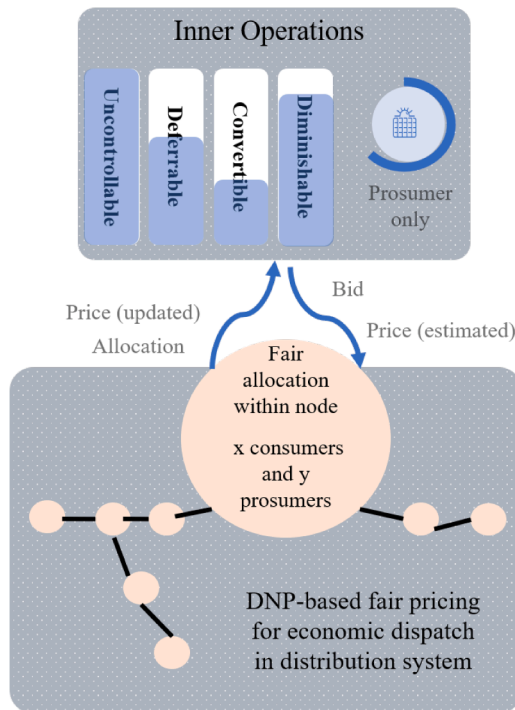 Inner Operations
Uncontrollable
Deferrable
Convertible
Diminishable
Prosumer
only
Price (updated)
Allocation
Bid
Price (estimated)
Fair
allocation
within node
x consumers
and y
prosumers
DNP-based fair pricing
for economic dispatch
in distribution system